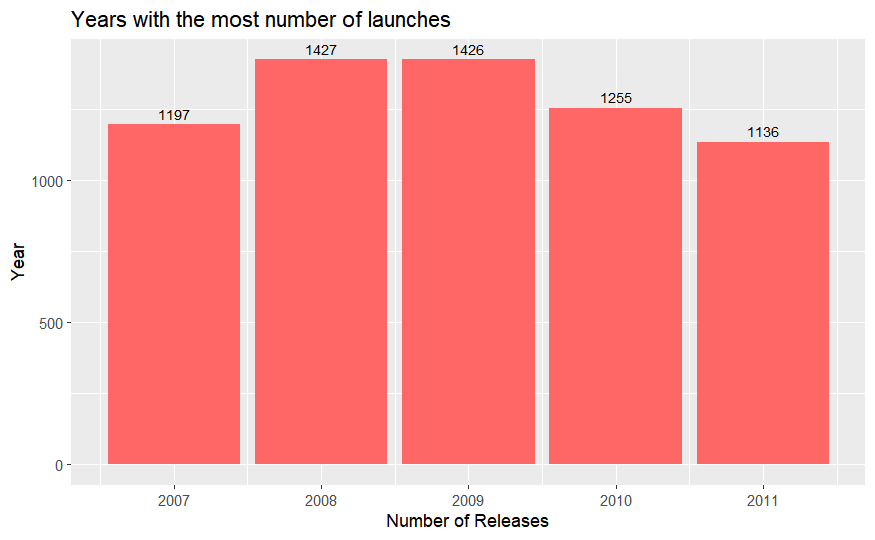 Years with the most number of launches
1427
1426
1255
1197
1136
1000
500
0
Year
2007 2008 2009 2010 2011
Number of Releases